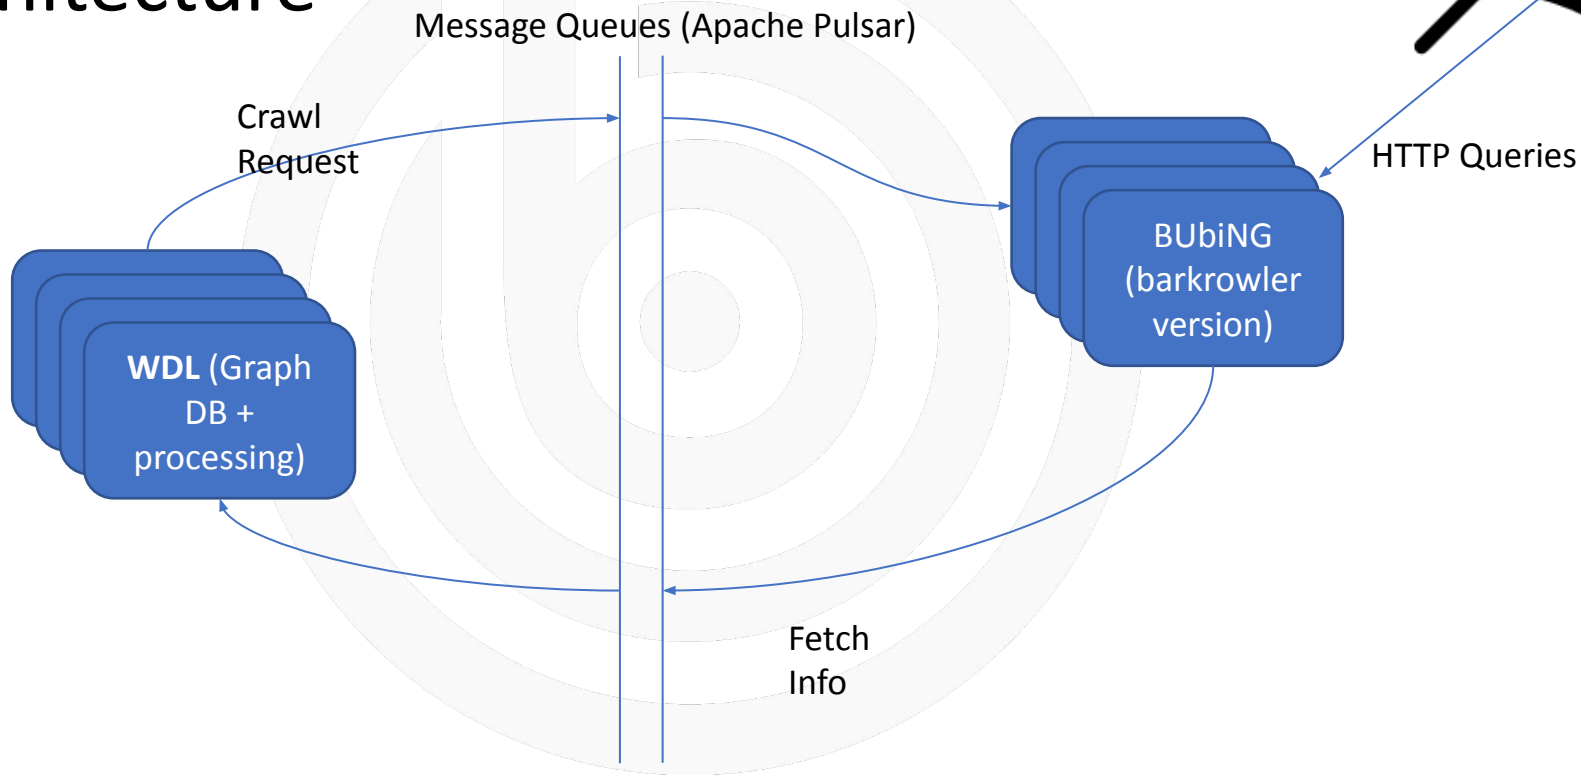 Message Queues (Apache Pulsar)
Crawl
Request
HTTP Queries
BUbiNG
(barkrowler
version)
WDL (Graph
DB +
processing)
Fetch
Info